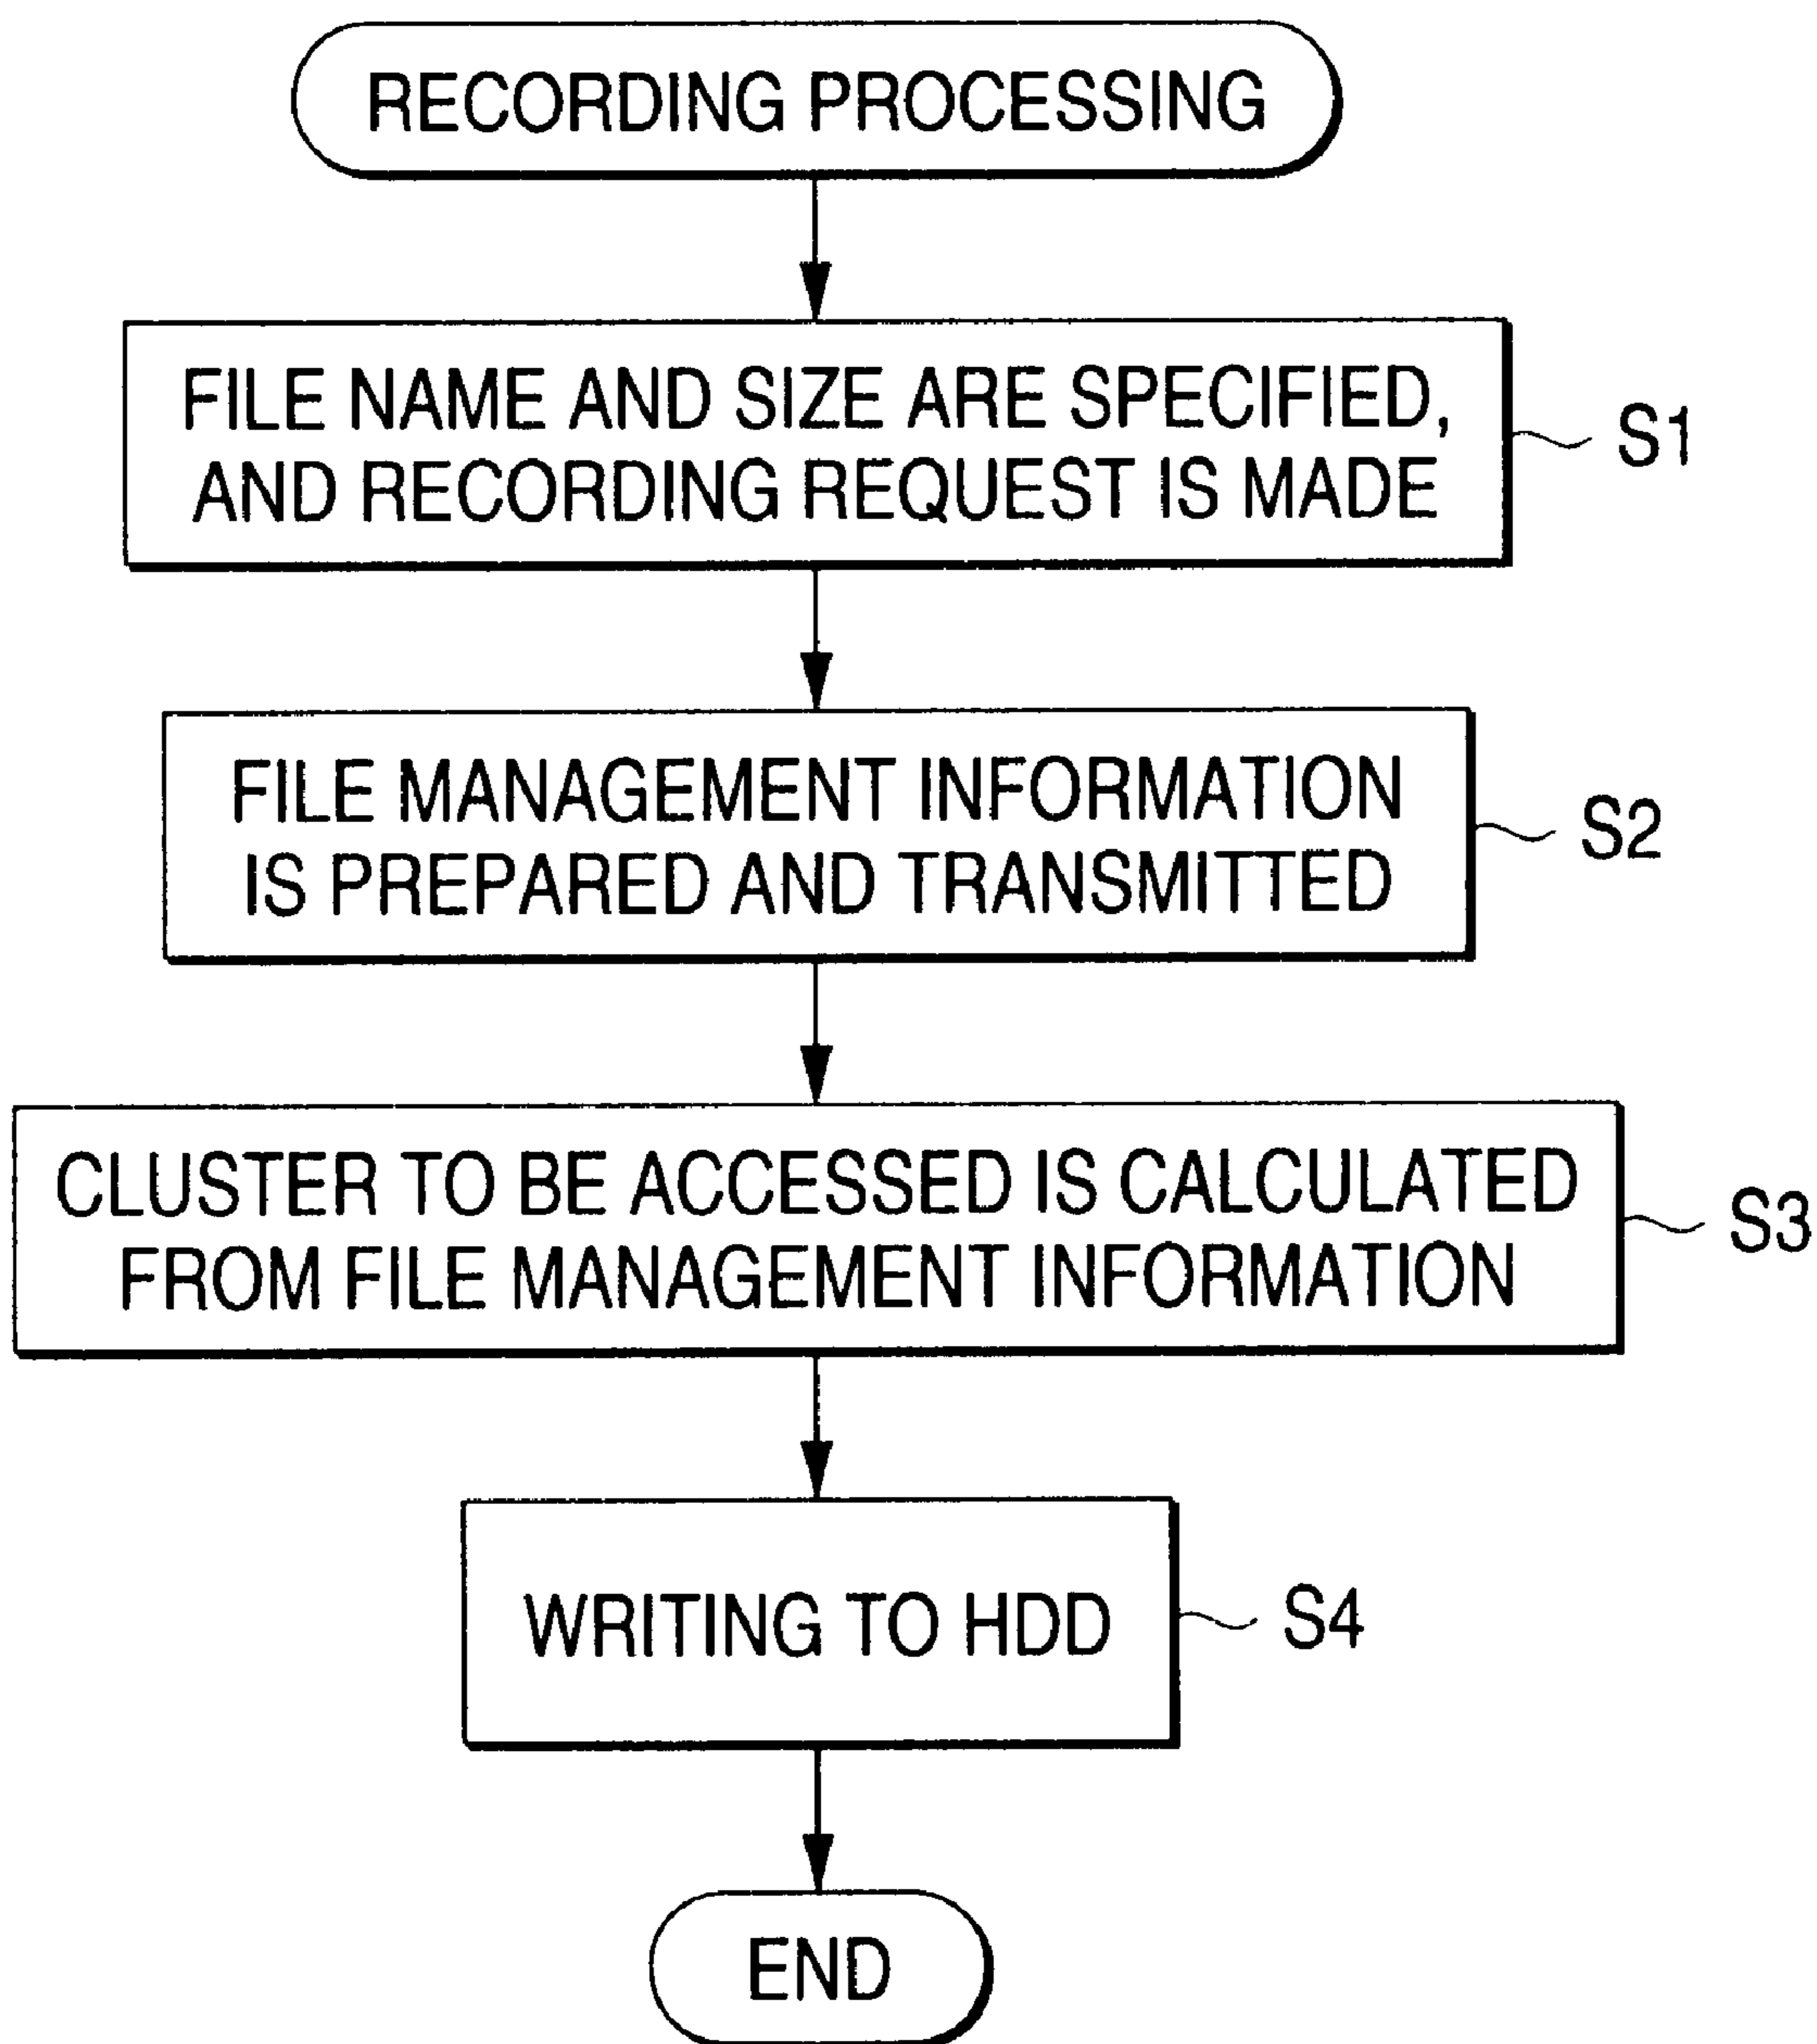 RECORDING PROCESSING
FILE NAME AND SIZE ARE SPECIFIED,
AND RECORDING REQUEST IS MADE
S1
FILE MANAGEMENT INFORMATION
IS PREPARED AND TRANSMITTED
S2
CLUSTER TO BE ACCESSED IS CALCULATED
FROM FILE MANAGEMENT INFORMATION
S3
WRITING TO HDD
S4
END